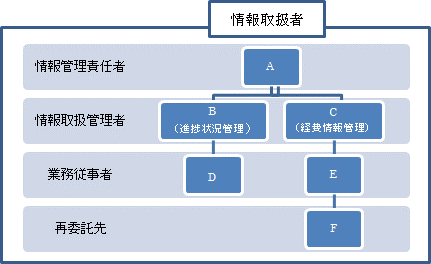 情報取扱者
情報管理責任者
A
情報取扱管理者
B
（進捗状況管理）
C
（経費情報管理）
業務従事者
D
E
再委託先
F